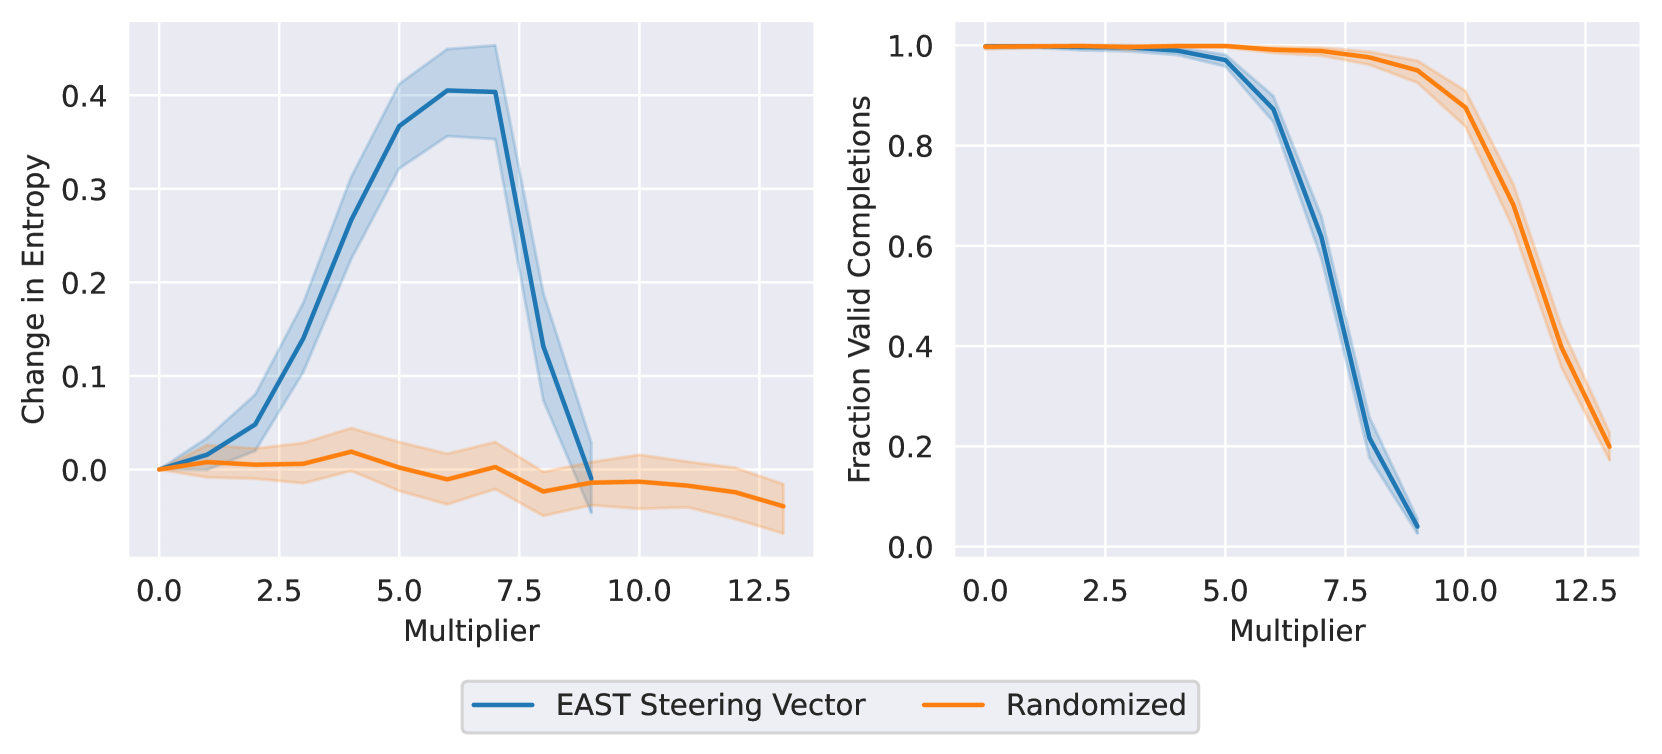 Change in Entropy
0.4
0.3
0.2
0.1
0.0
0.0 2.5 5.0 7.5 10.0 12.5
Multiplier
Fraction Valid Completions
1.0
0.8
0.6
0.4
0.2
0.0
0.0 2.5 5.0 7.5 10.0 12.5
Multiplier
EAST Steering Vector
Randomized